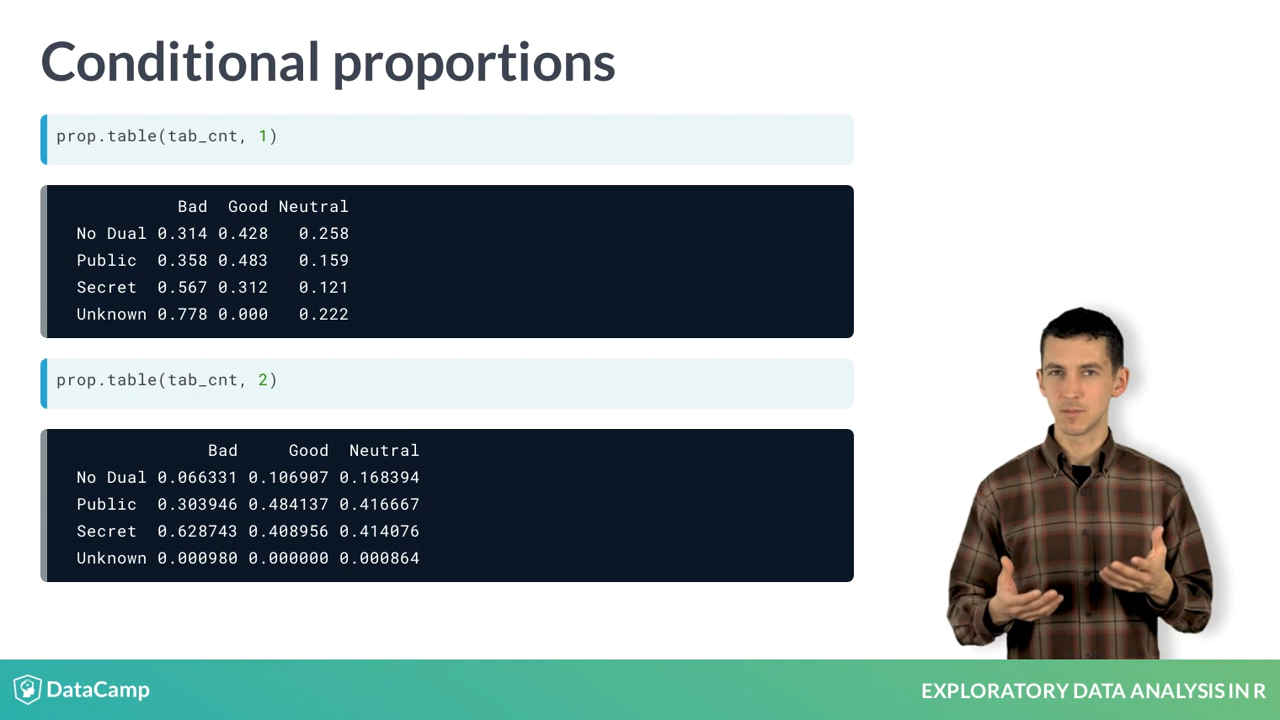 Conditional proportions
prop.table(tab_cnt, 1)
Bad Good Neutral
No Dual 0.314 0.428 0.258
Public 0.358 0.483 0.159
Secret 0.567 0.312 0.121
Unknown 0.778 0.000 0.222
prop.table(tab_cnt, 2)
Bad Good Neutral
No Dual 0.066331 0.106907 0.168394
Public 0.303946 0.484137 0.416667
Secret 0.628743 0.408956 0.414076
Unknown 0.000980 0.000000 0.000864
DataCamp
EXPLORATORY DATA ANALYSIS IN R